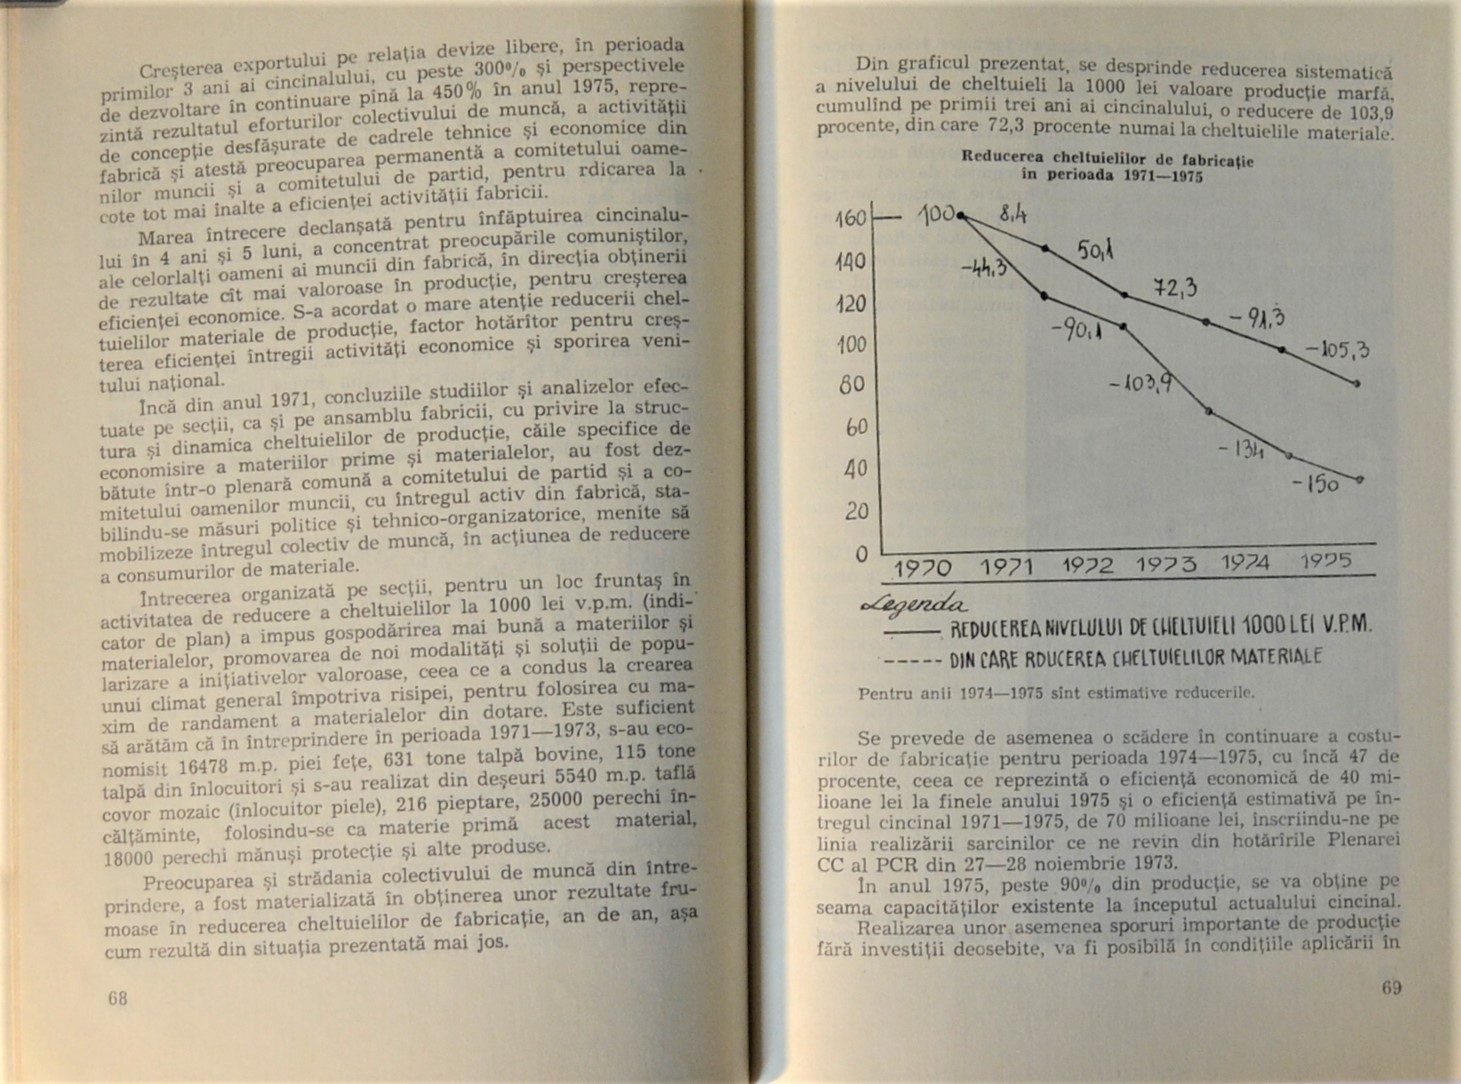 Creşterea exportului pe relaţia devize libere, în perioada
primilor 3 ani ai cincinalului, cu peste 300% şi perspectivele
de dezvoltare în continuare pînă la 450% în anul 1975, repre-
zintă rezultatul eforturilor colectivului de muncă, a activităţii
de concepţie desfăşurate de cadrele tehnice şi economice din
fabrică şi atestă preocuparea permanentă a comitetului oame-
nilor muncii şi a comitetului de partid, pentru rdicarea la
cote tot mai înalte a eficienţei activităţii fabricii.
Marea întrecere declanşată pentru înfăptuirea cincinalu-
lui în 4 ani şi 5 luni, a concentrat preocupările comuniştilor,
ale celorlalţi oameni ai muncii din fabrică, în direcţia obţinerii
de rezultate cît mai valoroase în producţie, pentru creşterea
eficienţei economice. S-a acordat o mare atenţie reducerii chel-
tuielilor materiale de producţie, factor hotărîtor pentru creş-
terea eficienţei întregii activităţi economice şi sporirea veni-
tului naţional.
Încă din anul 1971, concluziile studiilor şi analizelor efec-
tuate pe secţii, ca şi pe ansamblu fabricii, cu privire la struc-
tura şi dinamica cheltuielilor de producţie, căile specifice de
economisire a materiilor prime şi materialelor, au fost dez-
bătute într-o plenară comună a comitetului de partid şi a co-
mitetului oamenilor muncii, cu întregul activ din fabrică, sta-
bilindu-se măsuri politice şi tehnico-organizatorice, menite să
mobilizeze întregul colectiv de muncă, în acţiunea de reducere
a consumurilor de materiale.
Întrecerea organizată pe secţii, pentru un loc fruntaş în
activitatea de reducere a cheltuielilor la 1000 lei v.p.m. (indi-
cator de plan) a impus gospodărirea mai bună a materiilor şi
materialelor, promovarea de noi modalităţi şi soluţii de popu-
larizare a iniţiativelor valoroase, ceea ce a condus la crearea
unui climat general împotriva risipei, pentru folosirea cu ma-
xim de randament a materialelor din dotare. Este suficient
să arătăm că în întreprindere în perioada 1971—1973, s-au eco-
nomisit 16478 m.p. piei feţe, 631 tone talpă bovine, 115 tone
talpă din înlocuitori şi s-au realizat din deşeuri 5540 m.p. taflă
covor mozaic (înlocuitor piele), 216 pieptare, 25000 perechi în-
călţăminte, folosindu-se ca materie primă acest material,
18000 perechi mănuşi protecţie şi alte produse.
Preocuparea şi strădania colectivului de muncă din între-
prindere, a fost materializată în obţinerea unor rezultate fru-
moase în reducerea cheltuielilor de fabricaţie, an de an, aşa
cum rezultă din situaţia prezentată mai jos.
68
Din graficul prezentat, se desprinde reducerea sistematică
a nivelului de cheltuieli la 1000 lei valoare producţie marfă,
cumulînd pe primii trei ani ai cincinalului, o reducere de 103,9
procente, din care 72,3 procente numai la cheltuielile materiale.
Reducerea cheltuielilor de fabricaţie
în perioada 1971—1975
160 100 8,4
-44,3 50,1
140
72,3
120
-90,1 -91,3
100
-105,3
80 -103,9
60
-134
40
-150
20
0
1970 1971 1972 1973 1974 1975
Legenda
REDUCEREA NIVELULUI DE CHELTUIELI 1000 LEI V.P.M.
DIN CARE RDUCEREA CHELTUIELILOR MATERIALE
Pentru anii 1974—1975 sînt estimative reducerile.
Se prevede de asemenea o scădere în continuare a costu-
rilor de fabricaţie pentru perioada 1974—1975, cu încă 47 de
procente, ceea ce reprezintă o eficienţă economică de 40 mi-
lioane lei la finele anului 1975 şi o eficienţă estimativă pe în-
tregul cincinal 1971—1975, de 70 milioane lei, înscriindu-ne pe
linia realizării sarcinilor ce ne revin din hotărîrile Plenarei
CC al PCR din 27—28 noiembrie 1973.
În anul 1975, peste 90% din producţie, se va obţine pe
seama capacităţilor existente la începutul actualului cincinal.
Realizarea unor asemenea sporuri importante de producţie
fără investiţii deosebite, va fi posibilă în condiţiile aplicării în
69